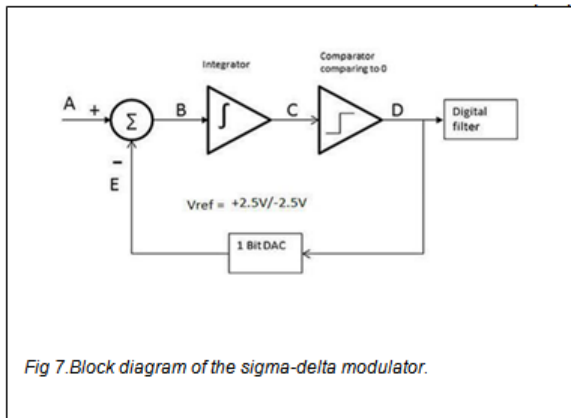 Integrator
Comparator
comparing to 0
A + Σ B ∫ C D
Digital
filter
−
E
Vref = +2.5V/-2.5V
1 Bit DAC
Fig 7.Block diagram of the sigma-delta modulator.